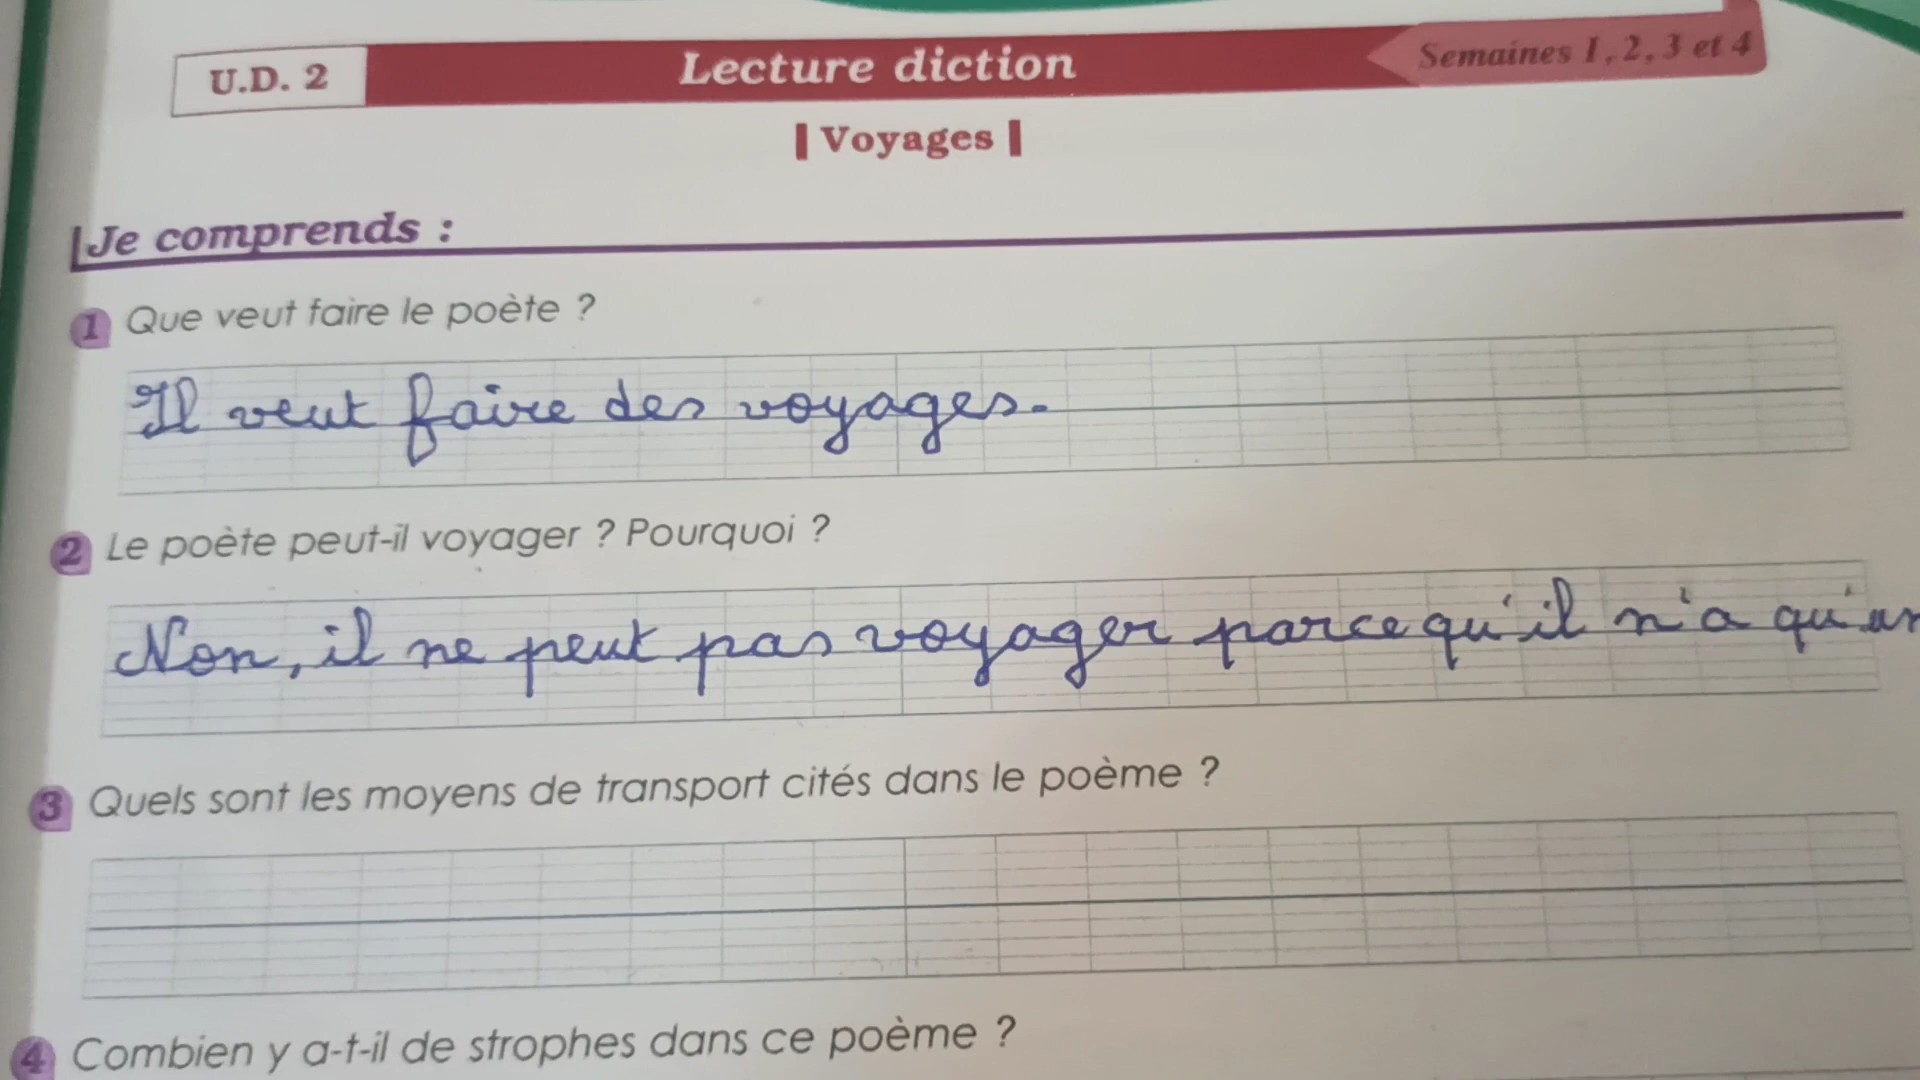 U.D. 2
Lecture diction
Semaines 1, 2, 3 et 4
Voyages
Je comprends :
1 Que veut faire le poète ?
Il veut faire des voyages.
2 Le poète peut-il voyager ? Pourquoi ?
Non, il ne peut pas voyager parce qu'il n'a qu'un
3 Quels sont les moyens de transport cités dans le poème ?
4 Combien y a-t-il de strophes dans ce poème ?